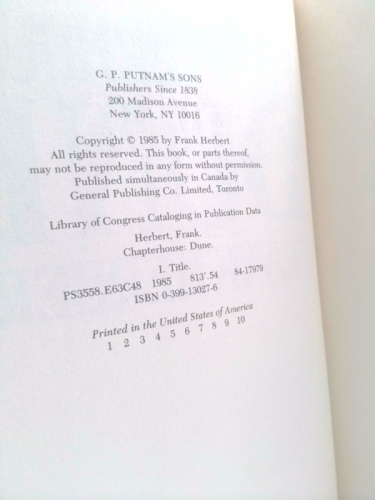 G. P. PUTNAM'S SONS
Publishers Since 1838
200 Madison Avenue
New York, NY 10016
Copyright © 1985 by Frank Herbert
All rights reserved. This book, or parts thereof,
may not be reproduced in any form without permission.
Published simultaneously in Canada by
General Publishing Co. Limited, Toronto
Library of Congress Cataloging in Publication Data
Herbert, Frank.
Chapterhouse: Dune.
I. Title.
PS3558.E63C48 1985 813'.54 84-17979
ISBN 0-399-13027-6
Printed in the United States of America
1 2 3 4 5 6 7 8 9 10